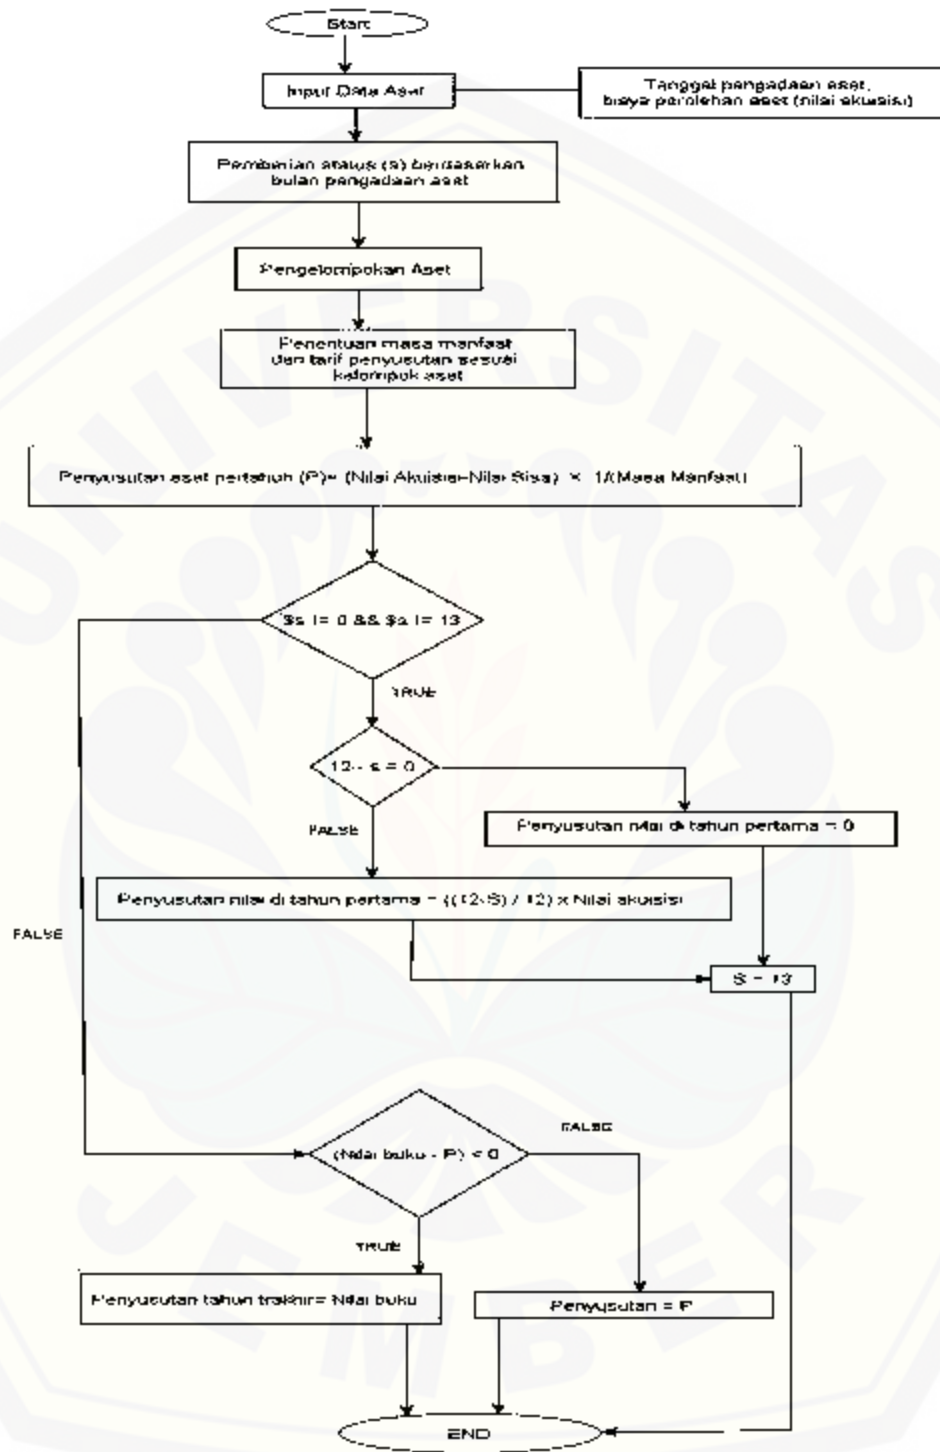 Start
Input Data Aset
Tanggal pengadaan aset,
biaya perolehan aset (nilai akuisisi)
Pemberian status (s) berdasarkan
bulan pengadaan aset
Pengelompokan Aset
Penentuan masa manfaat
dan tarif penyusutan sesuai
kelompok aset
Penyusutan aset pertahun (P)= (Nilai Akuisisi-Nilai Sisa) × 1/(Masa Manfaat)
$s != 0 && $s != 13
TRUE
12 - s = 0
FALSE
Penyusutan nilai di tahun pertama = 0
Penyusutan nilai di tahun pertama = ((12-S) / 12) x Nilai akuisisi
FALSE
S = 13
(Nilai buku - P) < 0
FALSE
TRUE
Penyusutan tahun trakhir= Nilai buku
Penyusutan = P
END
UNIVERSITAS
JEMBER